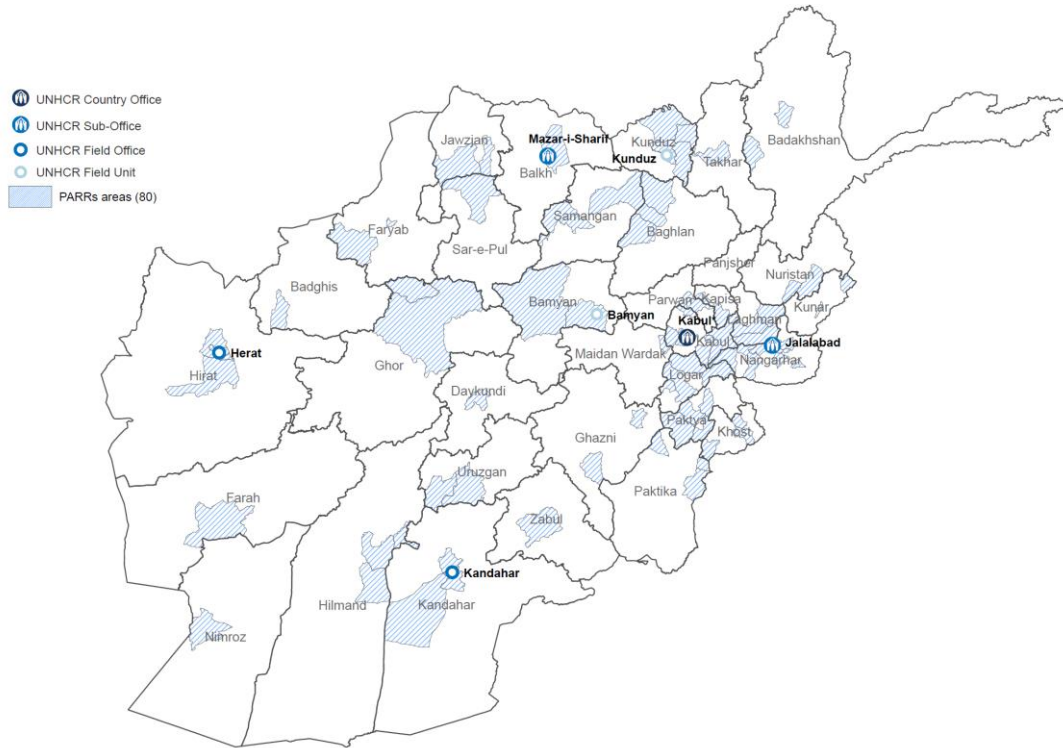 UNHCR Country Office
UNHCR Sub-Office
UNHCR Field Office
UNHCR Field Unit
PARRs areas (80)
Jawzjan
Mazar-i-Sharif
Balkh
Kunduz
Kunduz
Takhar
Badakhshan
Faryab
Sar-e-Pul
Samangan
Baghlan
Badghis
Panjsher
Nuristan
Bamyan
Bamyan
Parwan
Kapisa
Kunar
Laghman
Kabul
Kabul
Jalalabad
Nangarhar
Herat
Hirat
Ghor
Maidan Wardak
Logar
Daykundi
Paktya
Khost
Ghazni
Uruzgan
Paktika
Farah
Zabul
Kandahar
Kandahar
Hilmand
Nimroz